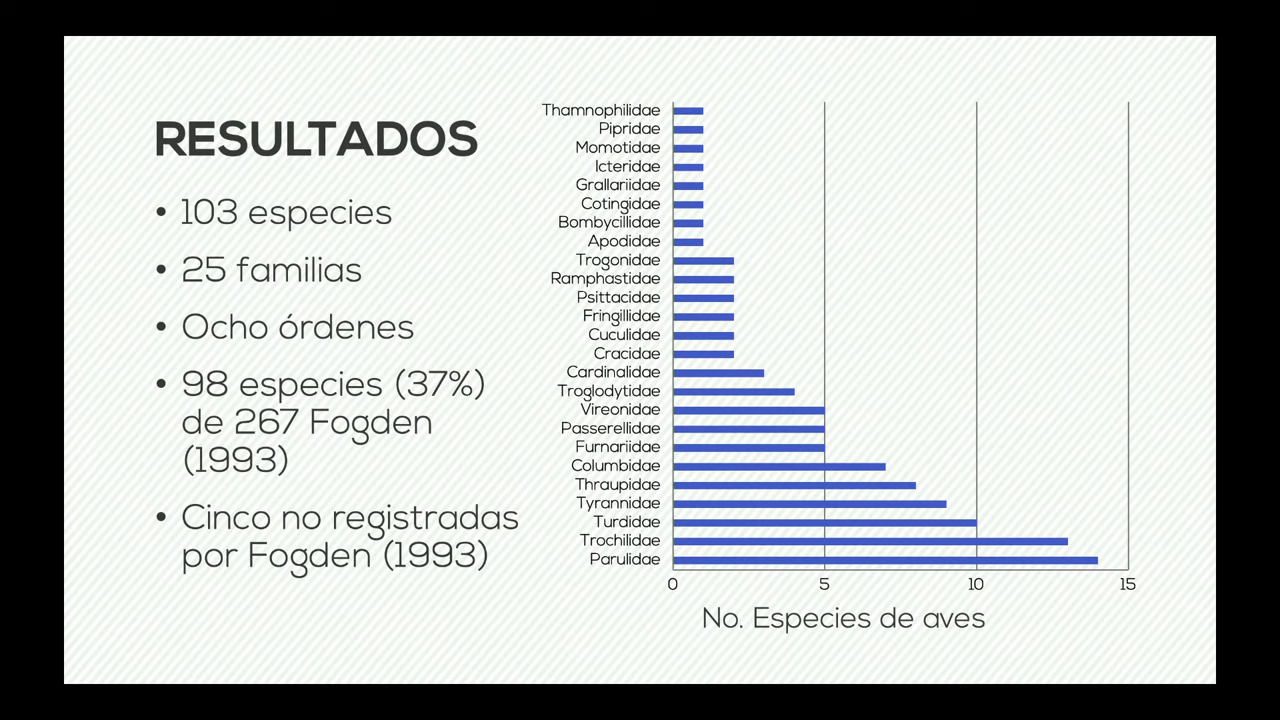 RESULTADOS
• 103 especies
• 25 familias
• Ocho órdenes
• 98 especies (37%)
de 267 Fogden
(1993)
• Cinco no registradas
por Fogden (1993)
Thamnophilidae
Pipridae
Momotidae
Icteridae
Grallariidae
Cotingidae
Bombycillidae
Apodidae
Trogonidae
Ramphastidae
Psittacidae
Fringillidae
Cuculidae
Cracidae
Cardinalidae
Troglodytidae
Vireonidae
Passerellidae
Furnariidae
Columbidae
Thraupidae
Tyrannidae
Turdidae
Trochilidae
Parulidae
0 5 10 15
No. Especies de aves